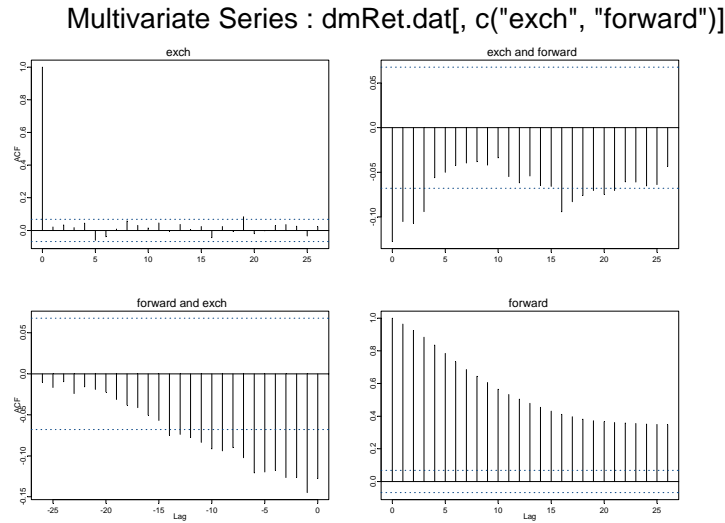 Multivariate Series : dmRet.dat[, c("exch", "forward")]
exch
ACF
0.0 0.2 0.4 0.6 0.8 1.0
0 5 10 15 20 25
exch and forward
-0.10 -0.05 0.0 0.05
0 5 10 15 20 25
forward and exch
ACF
-0.15 -0.10 -0.05 0.0 0.05
-25 -20 -15 -10 -5 0
Lag
forward
0.0 0.2 0.4 0.6 0.8 1.0
0 5 10 15 20 25
Lag